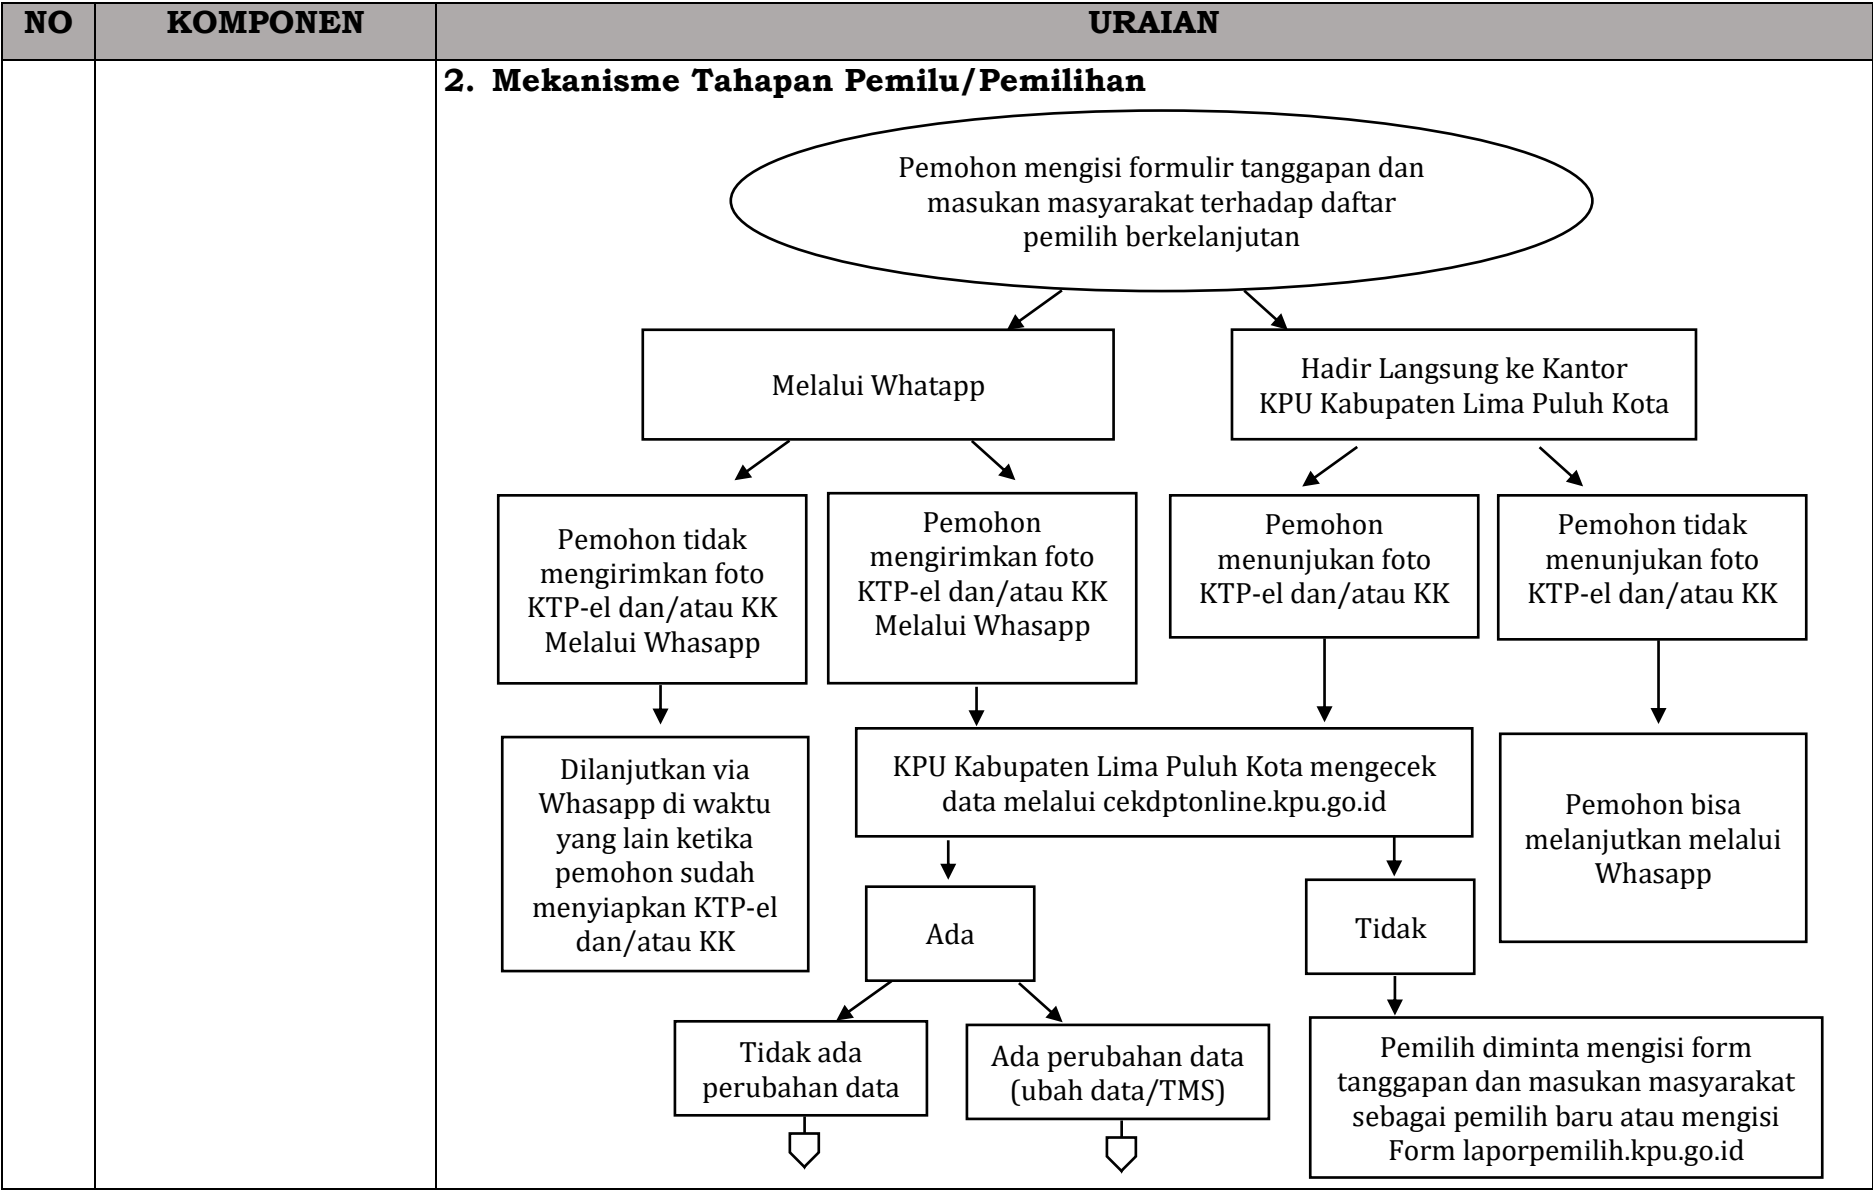 NO
KOMPONEN
URAIAN
2. Mekanisme Tahapan Pemilu/Pemilihan
Pemohon mengisi formulir tanggapan dan
masukan masyarakat terhadap daftar
pemilih berkelanjutan
Melalui Whatapp
Hadir Langsung ke Kantor
KPU Kabupaten Lima Puluh Kota
Pemohon tidak
mengirimkan foto
KTP-el dan/atau KK
Melalui Whasapp
Pemohon
mengirimkan foto
KTP-el dan/atau KK
Melalui Whasapp
Pemohon
menunjukan foto
KTP-el dan/atau KK
Pemohon tidak
menunjukan foto
KTP-el dan/atau KK
Dilanjutkan via
Whasapp di waktu
yang lain ketika
pemohon sudah
menyiapkan KTP-el
dan/atau KK
KPU Kabupaten Lima Puluh Kota mengecek
data melalui cekdptonline.kpu.go.id
Pemohon bisa
melanjutkan melalui
Whasapp
Ada
Tidak
Tidak ada
perubahan data
Ada perubahan data
(ubah data/TMS)
Pemilih diminta mengisi form
tanggapan dan masukan masyarakat
sebagai pemilih baru atau mengisi
Form laporpemilih.kpu.go.id